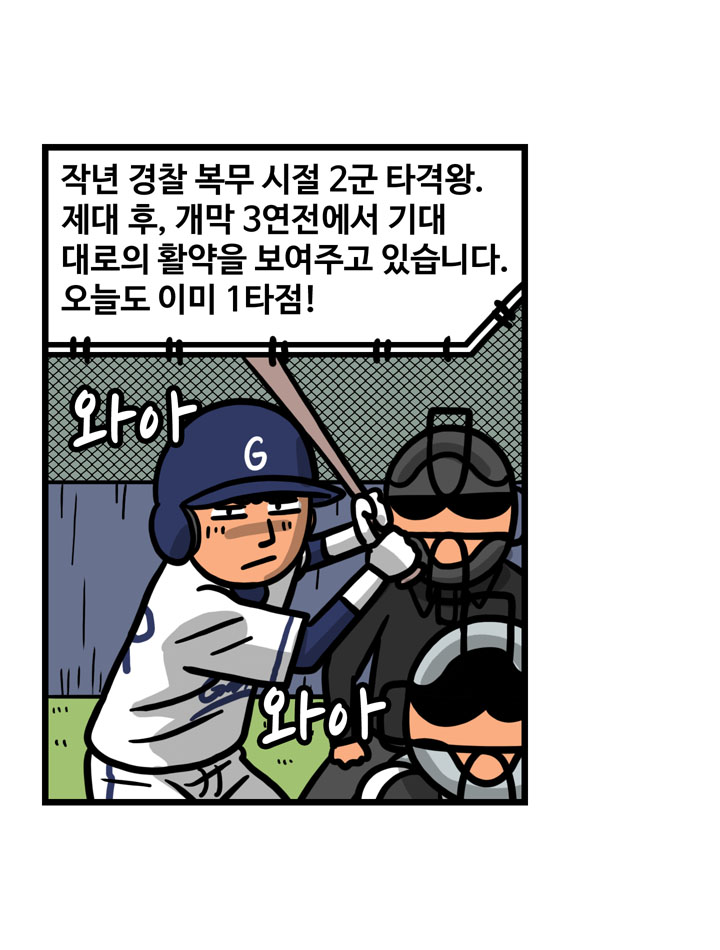 작년 경찰 복무 시절 2군 타격왕.
제대 후, 개막 3연전에서 기대
대로의 활약을 보여주고 있습니다.
오늘도 이미 1타점!
와아
G
와아